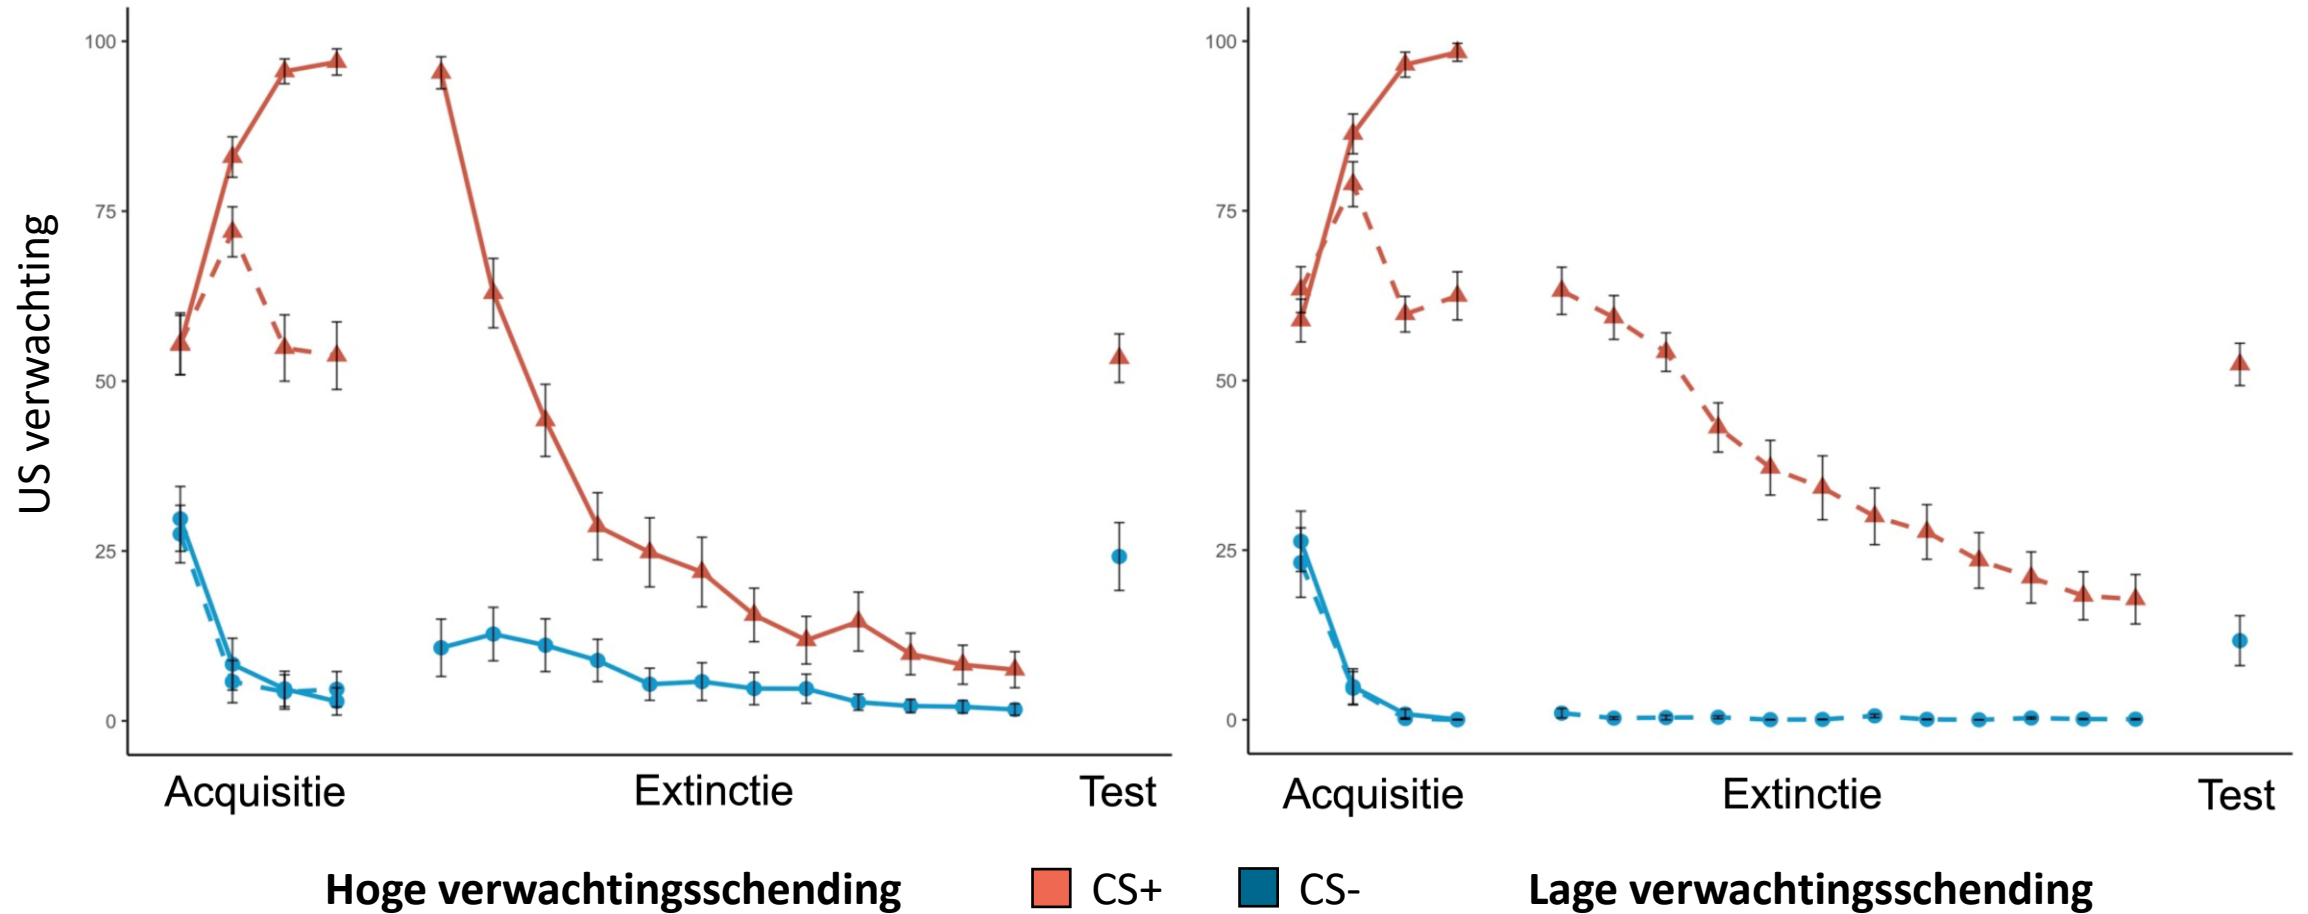 US verwachting
100
75
50
25
0
Acquisitie
Extinctie
Test
100
75
50
25
0
Acquisitie
Extinctie
Test
Hoge verwachtingsschending
CS+
CS-
Lage verwachtingsschending